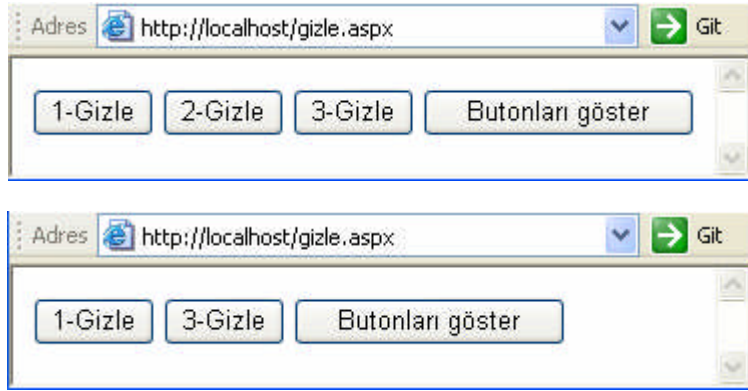 Adres http://localhost/gizle.aspx Git
1-Gizle 2-Gizle 3-Gizle Butonları göster
Adres http://localhost/gizle.aspx Git
1-Gizle 3-Gizle Butonları göster